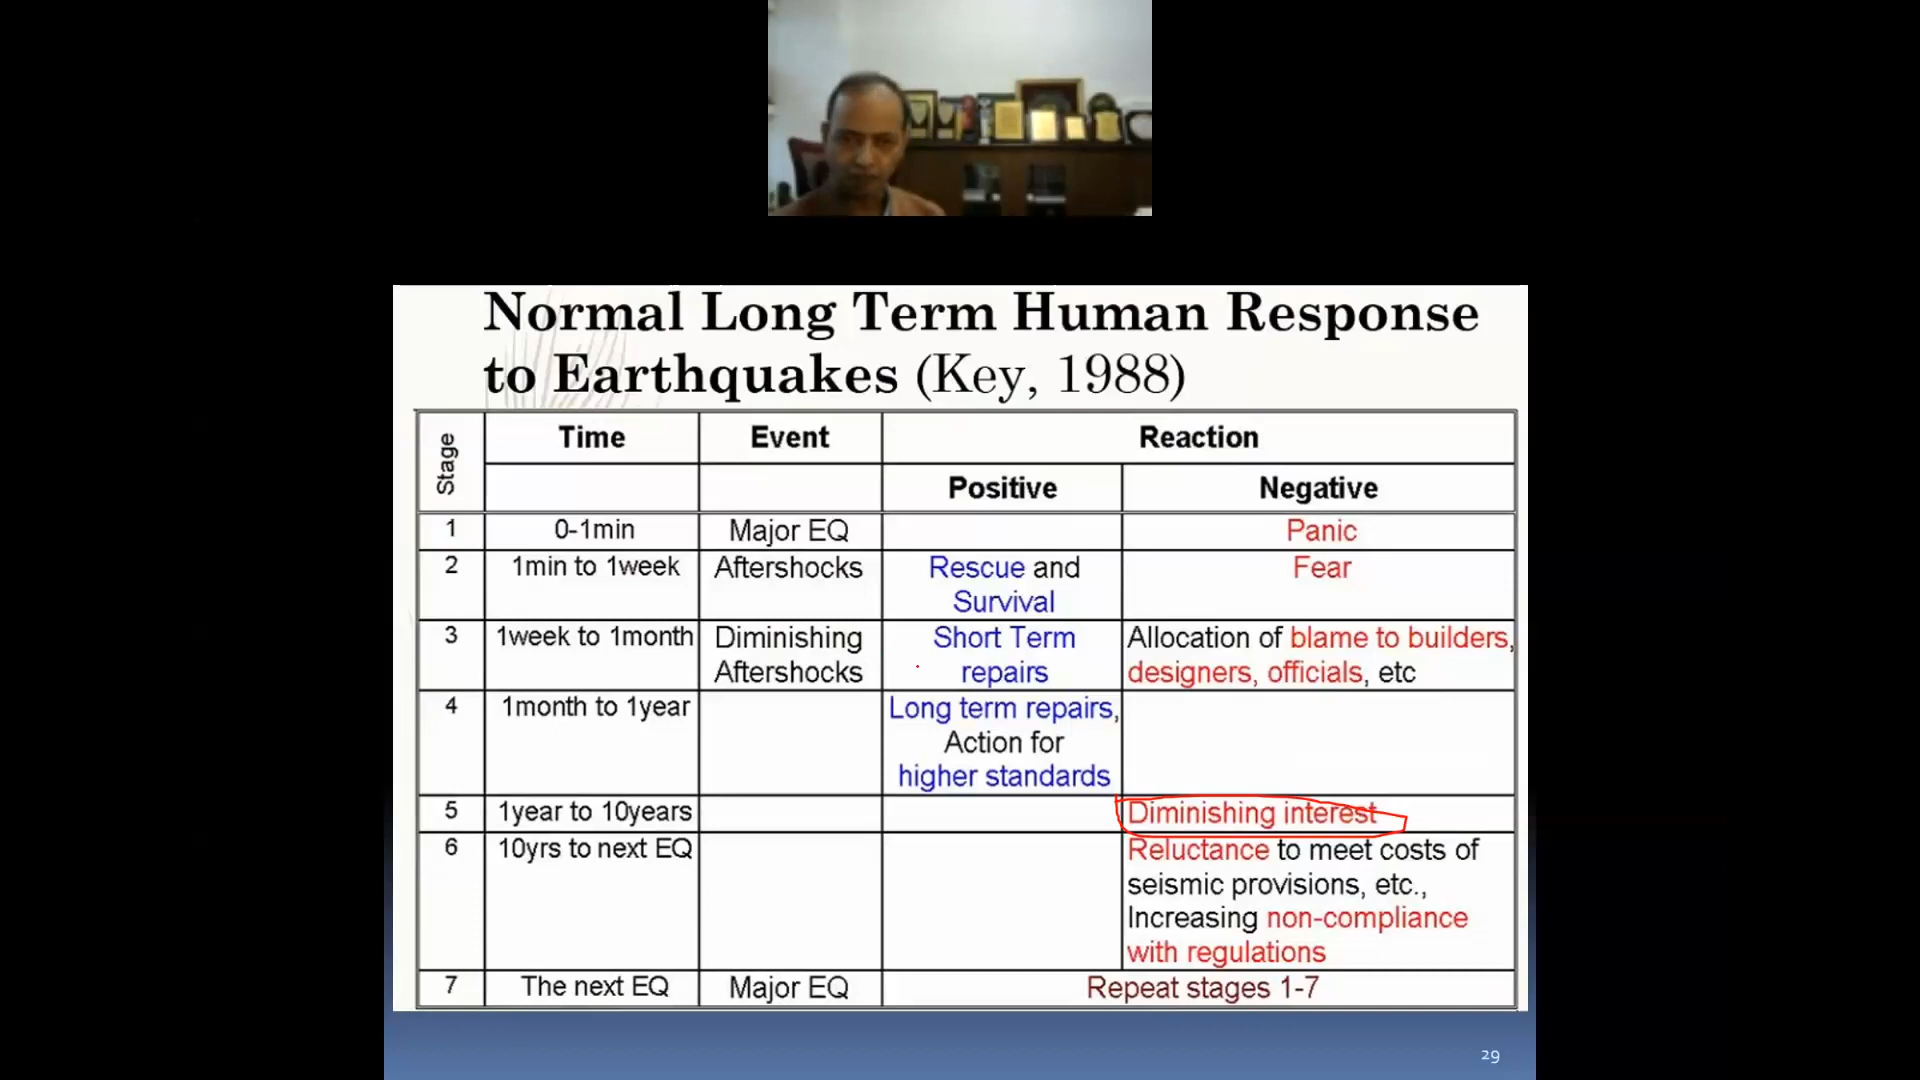 Normal Long Term Human Response
to Earthquakes (Key, 1988)
Stage
Time
Event
Reaction
Positive
Negative
1
0-1min
Major EQ
Panic
2
1min to 1week
Aftershocks
Rescue and
Survival
Fear
3
1week to 1month
Diminishing
Aftershocks
Short Term
repairs
Allocation of blame to builders,
designers, officials, etc
4
1month to 1year
Long term repairs,
Action for
higher standards
5
1year to 10years
Diminishing interest
6
10yrs to next EQ
Reluctance to meet costs of
seismic provisions, etc.,
Increasing non-compliance
with regulations
7
The next EQ
Major EQ
Repeat stages 1-7
29